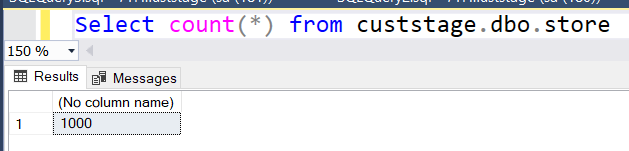 Select count(*) from custstage.dbo.store
150 %
Results Messages
(No column name)
1 1000